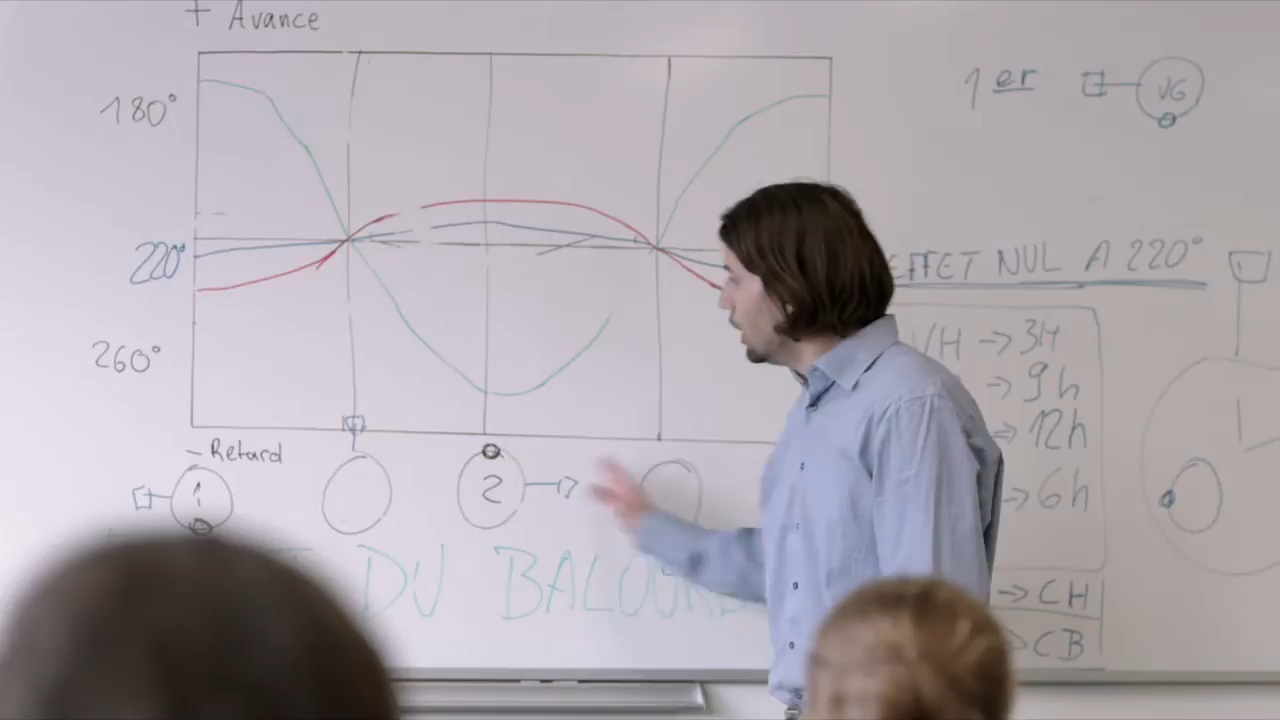 + Avance
180°
220°
260°
- Retard
1
2
DU
1er
VG
EFFET NUL A 220°
VH → 3H
→ 9h
→ 12h
→ 6h
→ CH
→ CB